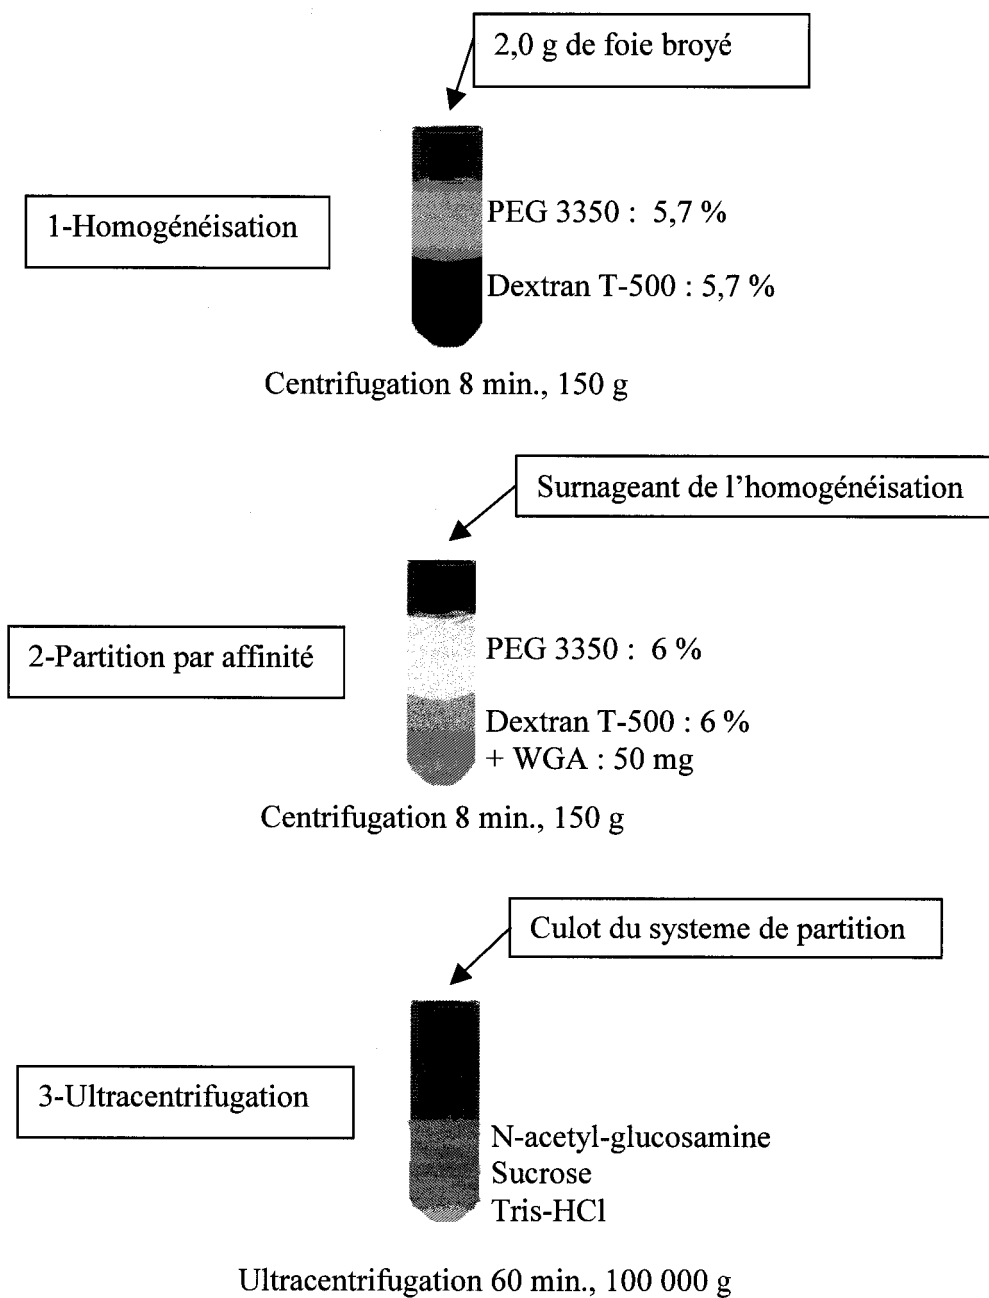 2,0 g de foie broyé
1-Homogénéisation
PEG 3350 : 5,7 %
Dextran T-500 : 5,7 %
Centrifugation 8 min., 150 g
Surnageant de l'homogénéisation
2-Partition par affinité
PEG 3350 : 6 %
Dextran T-500 : 6 %
+ WGA : 50 mg
Centrifugation 8 min., 150 g
Culot du systeme de partition
3-Ultracentrifugation
N-acetyl-glucosamine
Sucrose
Tris-HCl
Ultracentrifugation 60 min., 100 000 g